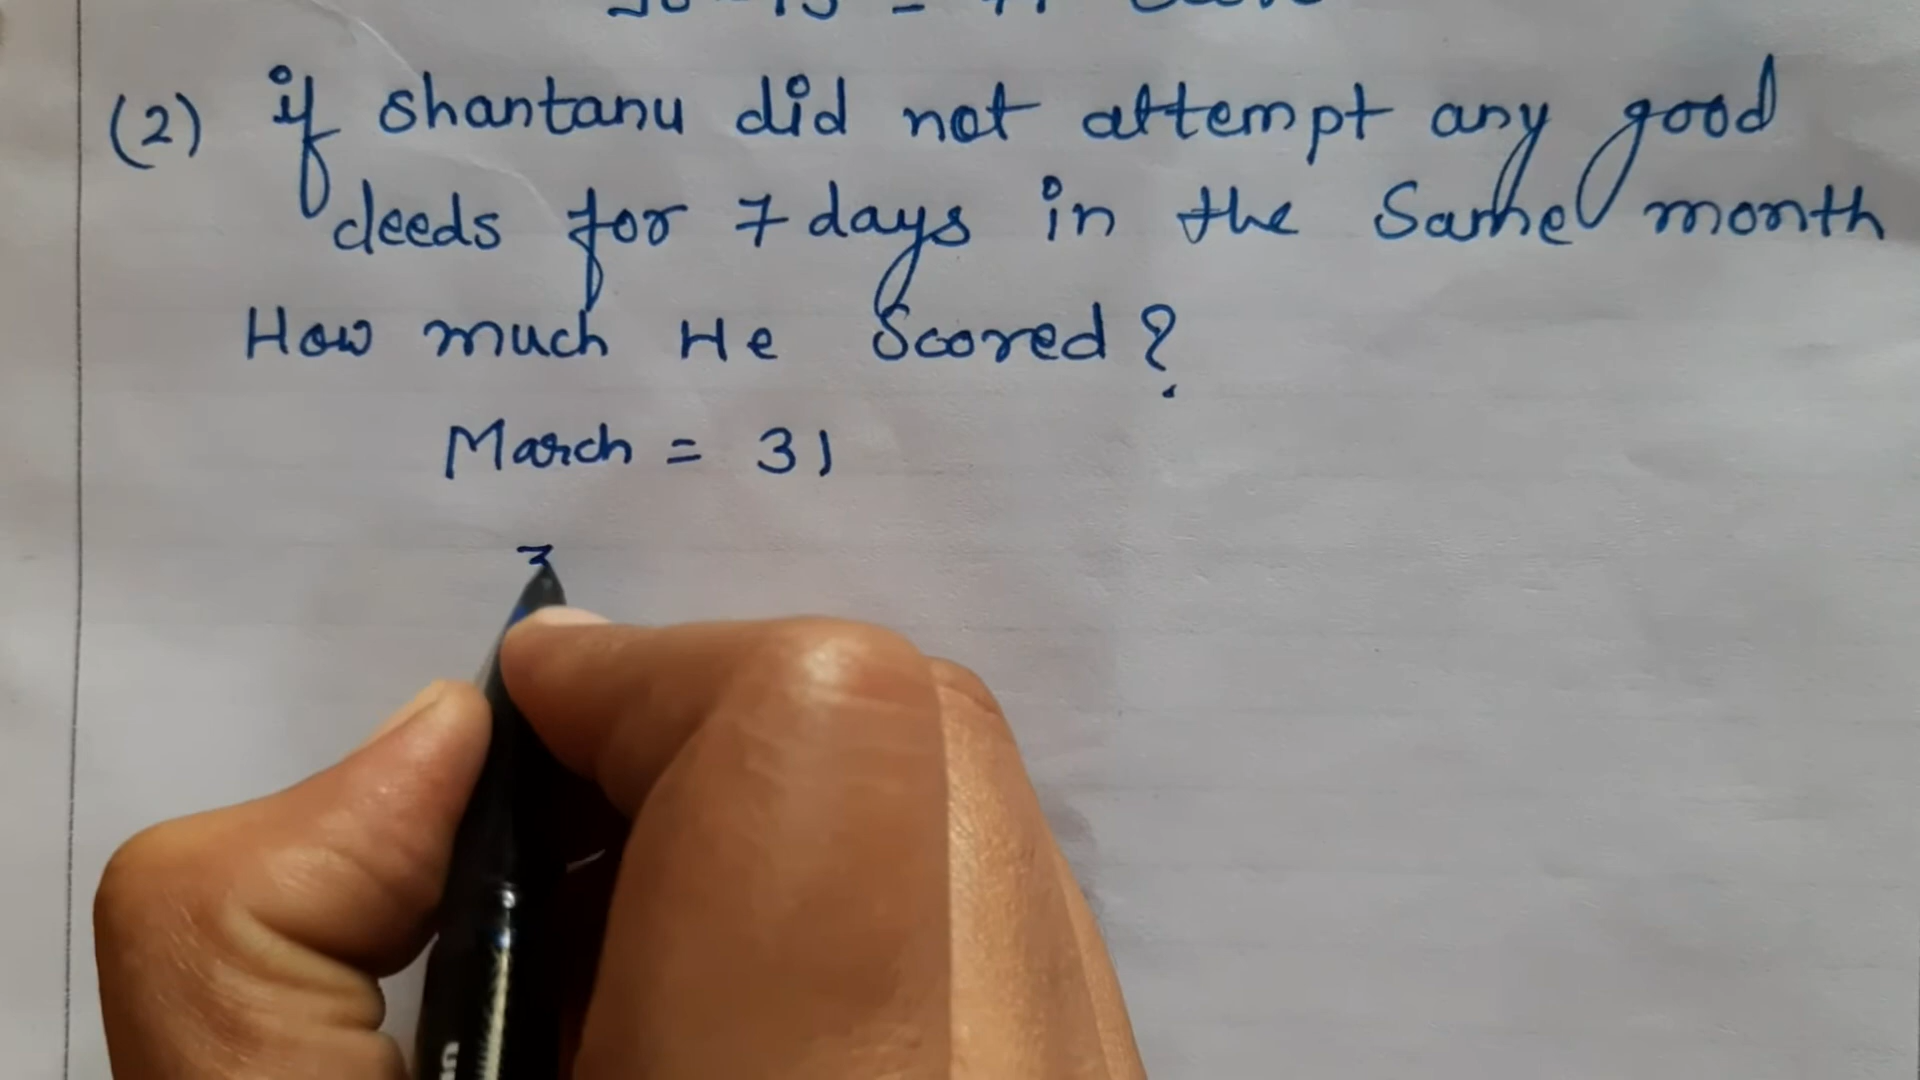 (2) if shantanu did not attempt any good
deeds for 7 days in the Same month
How much He Scored?
March = 31
3